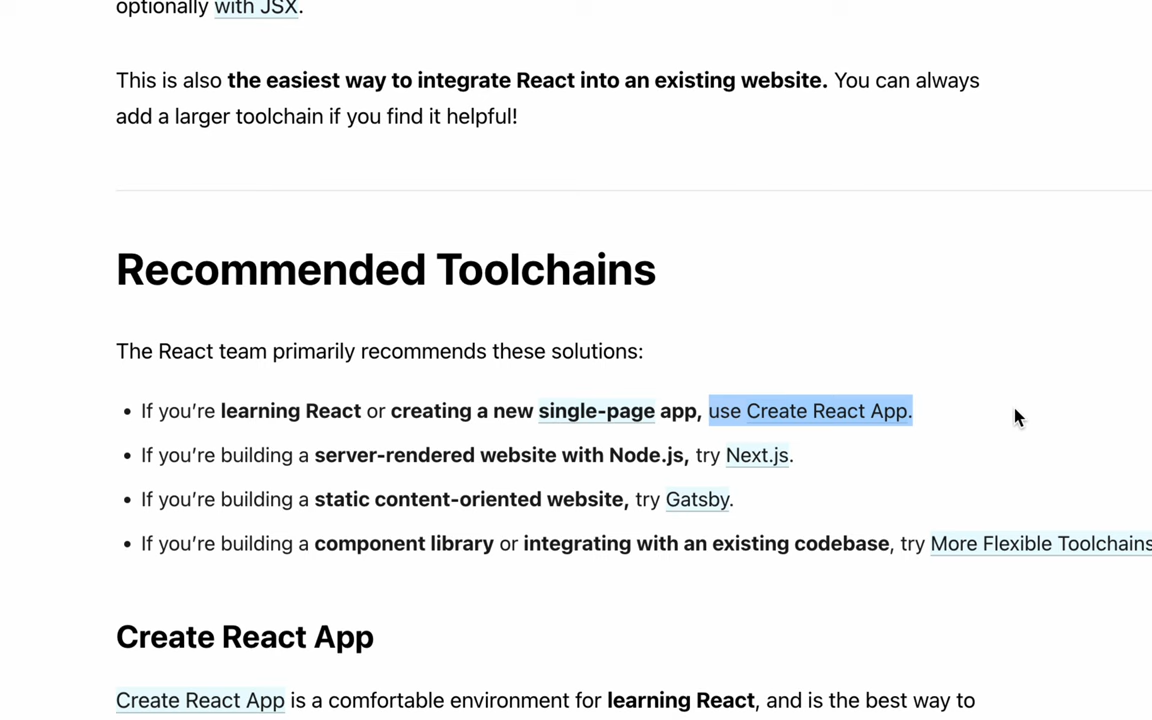 optionally with JSX.
This is also the easiest way to integrate React into an existing website. You can always
add a larger toolchain if you find it helpful!
Recommended Toolchains
The React team primarily recommends these solutions:
• If you’re learning React or creating a new single-page app, use Create React App.
• If you’re building a server-rendered website with Node.js, try Next.js.
• If you’re building a static content-oriented website, try Gatsby.
• If you’re building a component library or integrating with an existing codebase, try More Flexible Toolchains
Create React App
Create React App is a comfortable environment for learning React, and is the best way to